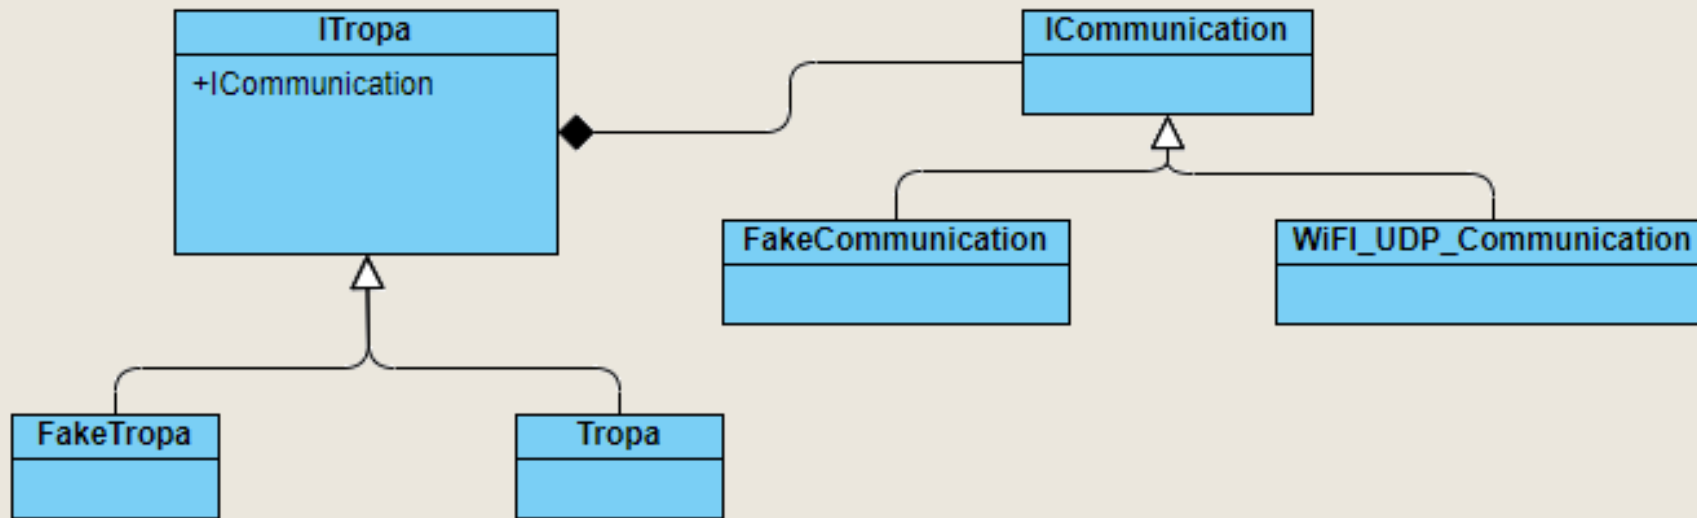 ITropa
+ICommunication
ICommunication
FakeCommunication
WiFI_UDP_Communication
FakeTropa
Tropa